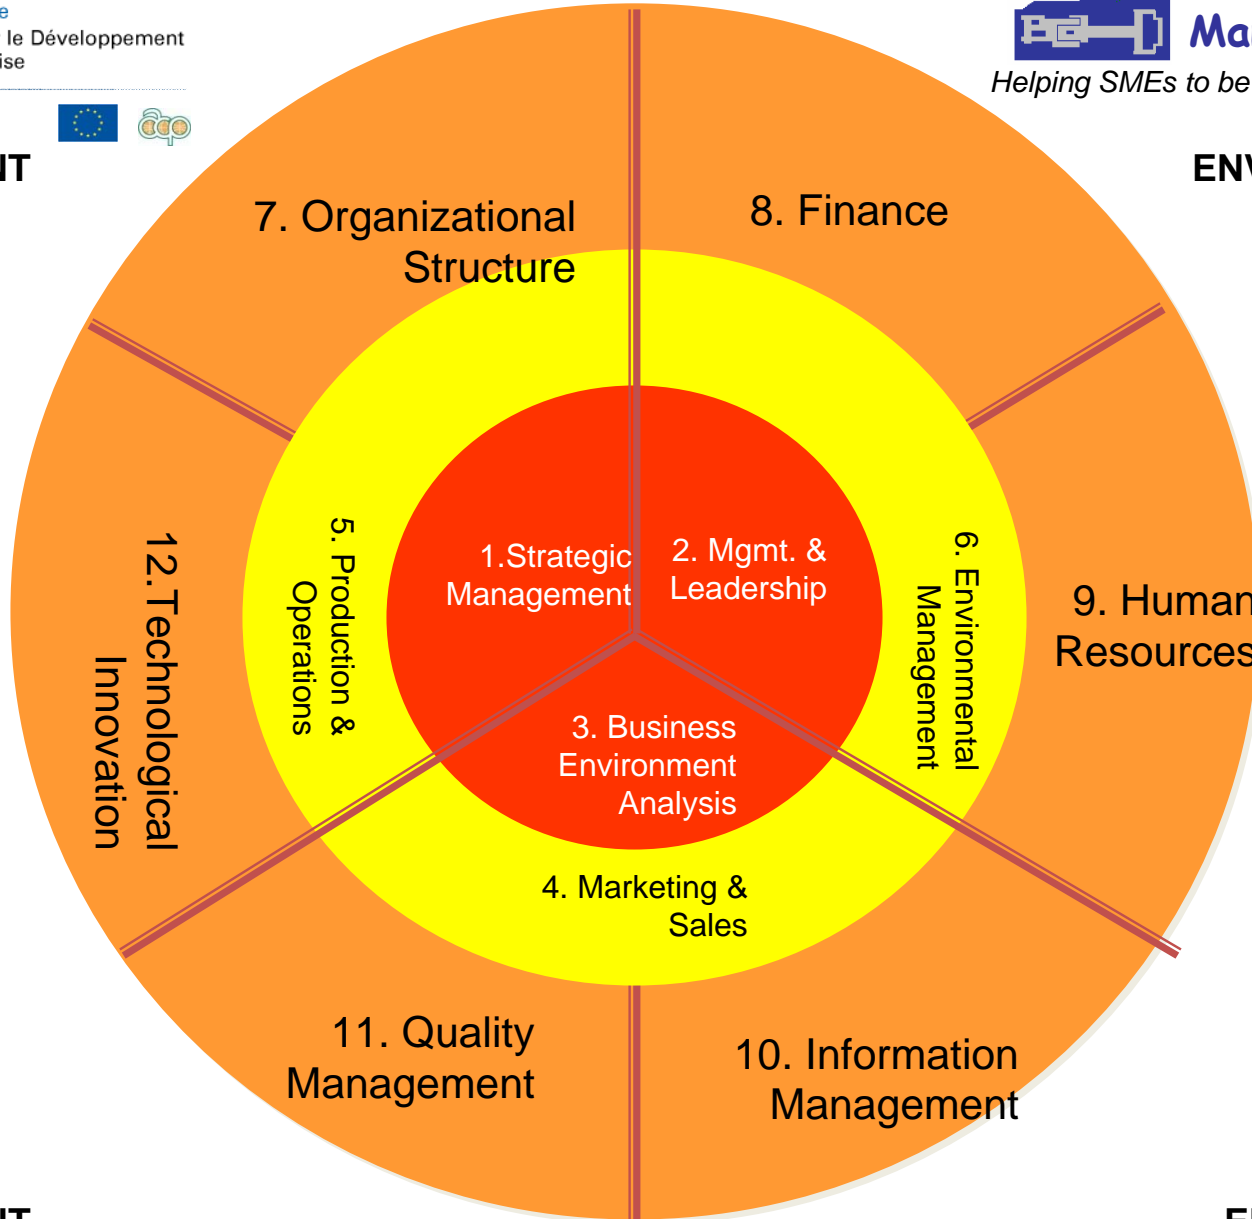 le Développement
Ma
Helping SMEs to be
NT
ENV
7. Organizational
Structure
8. Finance
1.Strategic
Management
2. Mgmt. &
Leadership
3. Business
Environment
Analysis
5. Production &
Operations
6. Environmental
Management
4. Marketing &
Sales
12. Technological
Innovation
9. Human
Resources
11. Quality
Management
10. Information
Management